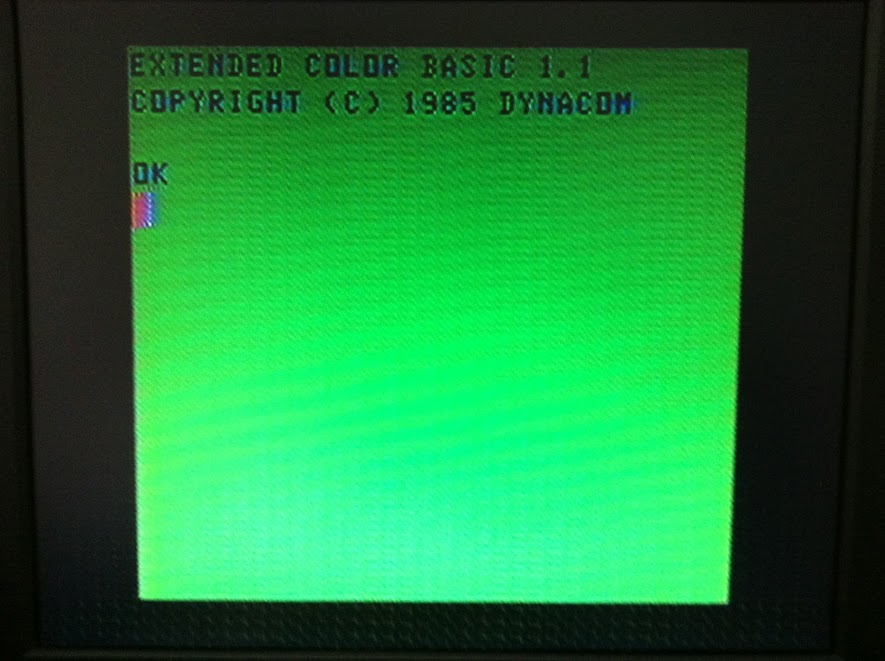 EXTENDED COLOR BASIC 1.1
COPYRIGHT (C) 1985 DYNACOM
OK